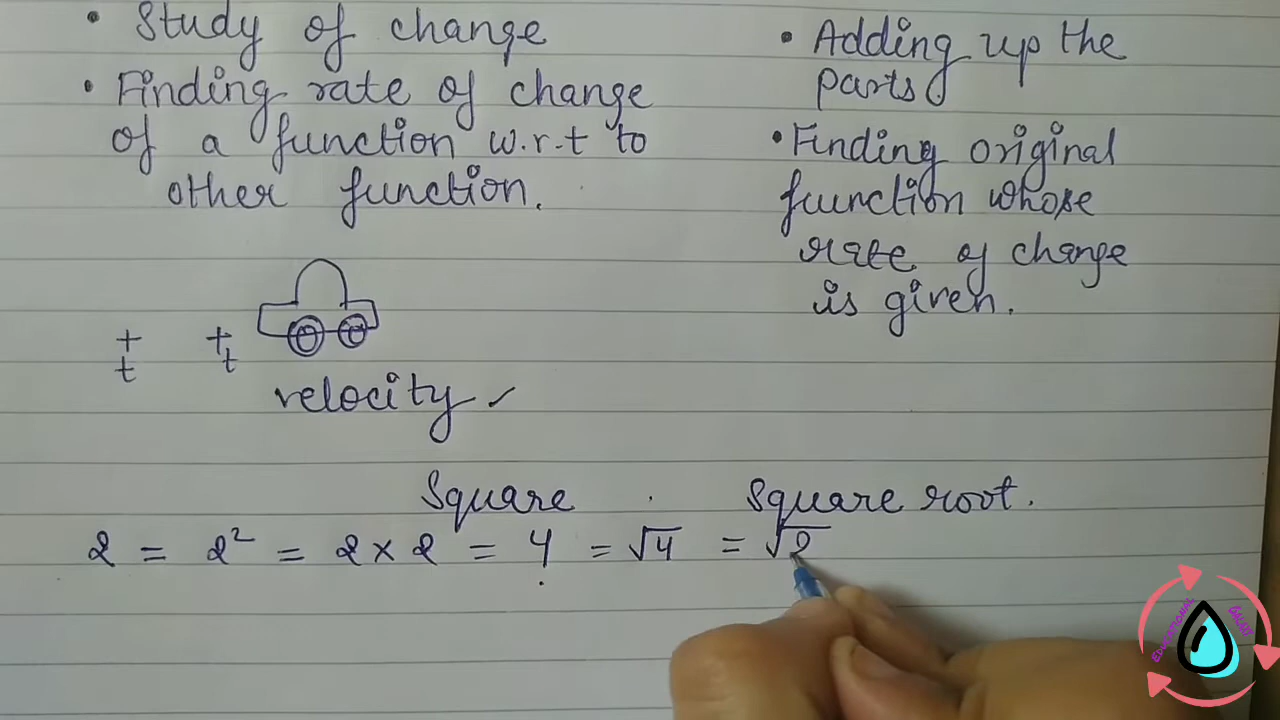 • Study of change
• Finding rate of change
of a function w.r.t to
other function.
• Adding up the
parts
• Finding original
function whose
rate of change
is given.
+ +
t t
velocity ✓
Square . Square root.
2 = 2² = 2 × 2 = 4 = √4 = √2
EDUCATIONAL